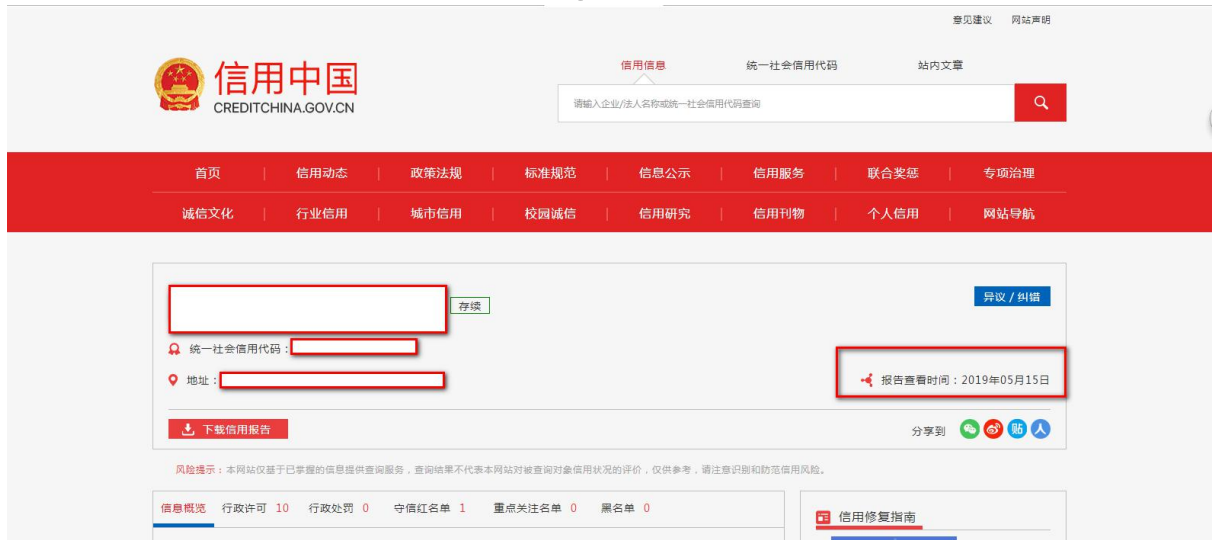 意见建议 网站声明
信用中国
CREDITCHINA.GOV.CN
信用信息 统一社会信用代码 站内文章
请输入企业/法人名称或统一社会信用代码查询
首页 | 信用动态 | 政策法规 | 标准规范 | 信息公示 | 信用服务 | 联合奖惩 | 专项治理
诚信文化 | 行业信用 | 城市信用 | 校园诚信 | 信用研究 | 信用刊物 | 个人信用 | 网站导航
存续
异议 / 纠错
统一社会信用代码：
地址：
报告查看时间：2019年05月15日
下载信用报告
分享到 贴 人
风险提示：本网站仅基于已掌握的信息提供查询服务，查询结果不代表本网站对被查询对象信用状况的评价，仅供参考，请注意识别和防范信用风险。
信息概览 行政许可 10 行政处罚 0 守信红名单 1 重点关注名单 0 黑名单 0
信用修复指南